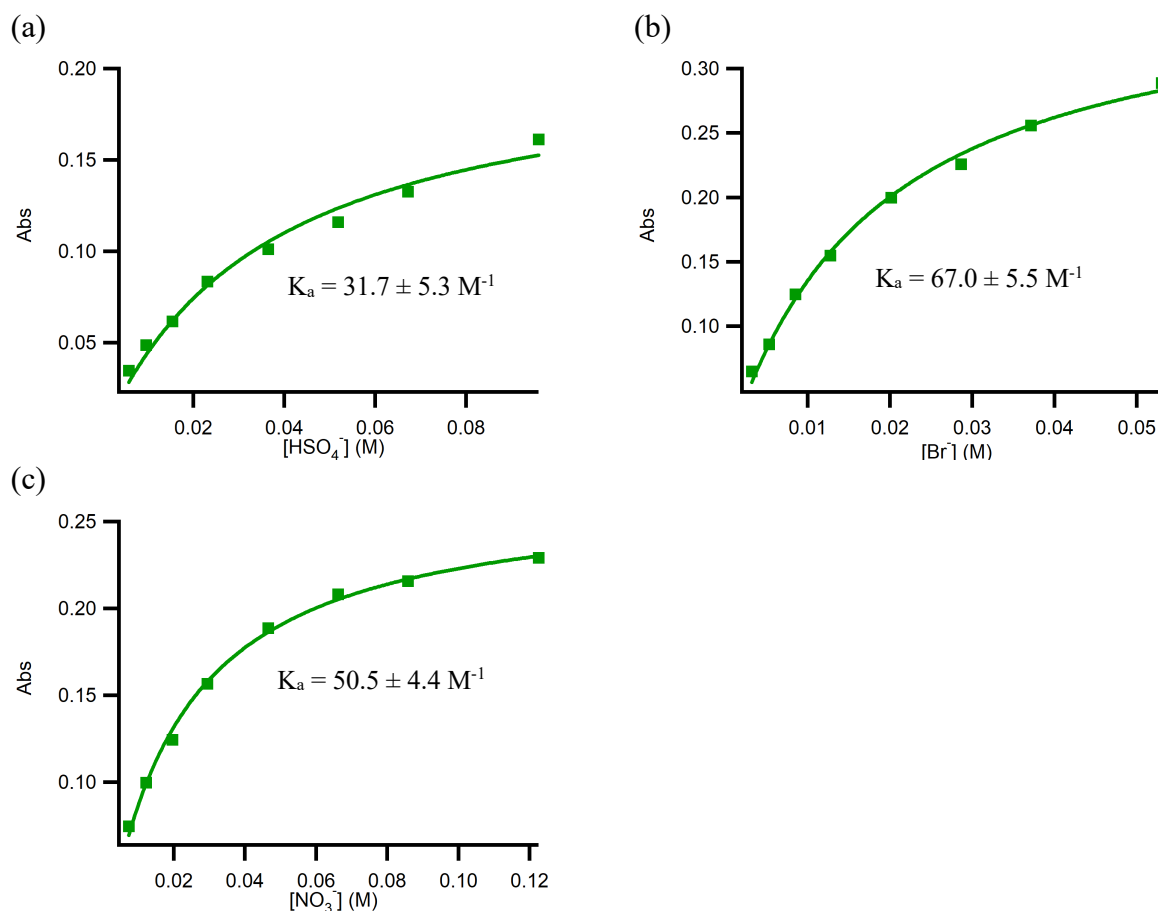 (a)
0.20
0.15
0.10
0.05
Abs
Kₐ = 31.7 ± 5.3 M⁻¹
0.02 0.04 0.06 0.08
[HSO₄⁻] (M)
(b)
0.30
0.25
0.20
0.15
0.10
Abs
Kₐ = 67.0 ± 5.5 M⁻¹
0.01 0.02 0.03 0.04 0.05
[Br⁻] (M)
(c)
0.25
0.20
0.15
0.10
Abs
Kₐ = 50.5 ± 4.4 M⁻¹
0.02 0.04 0.06 0.08 0.10 0.12
[NO₃⁻] (M)